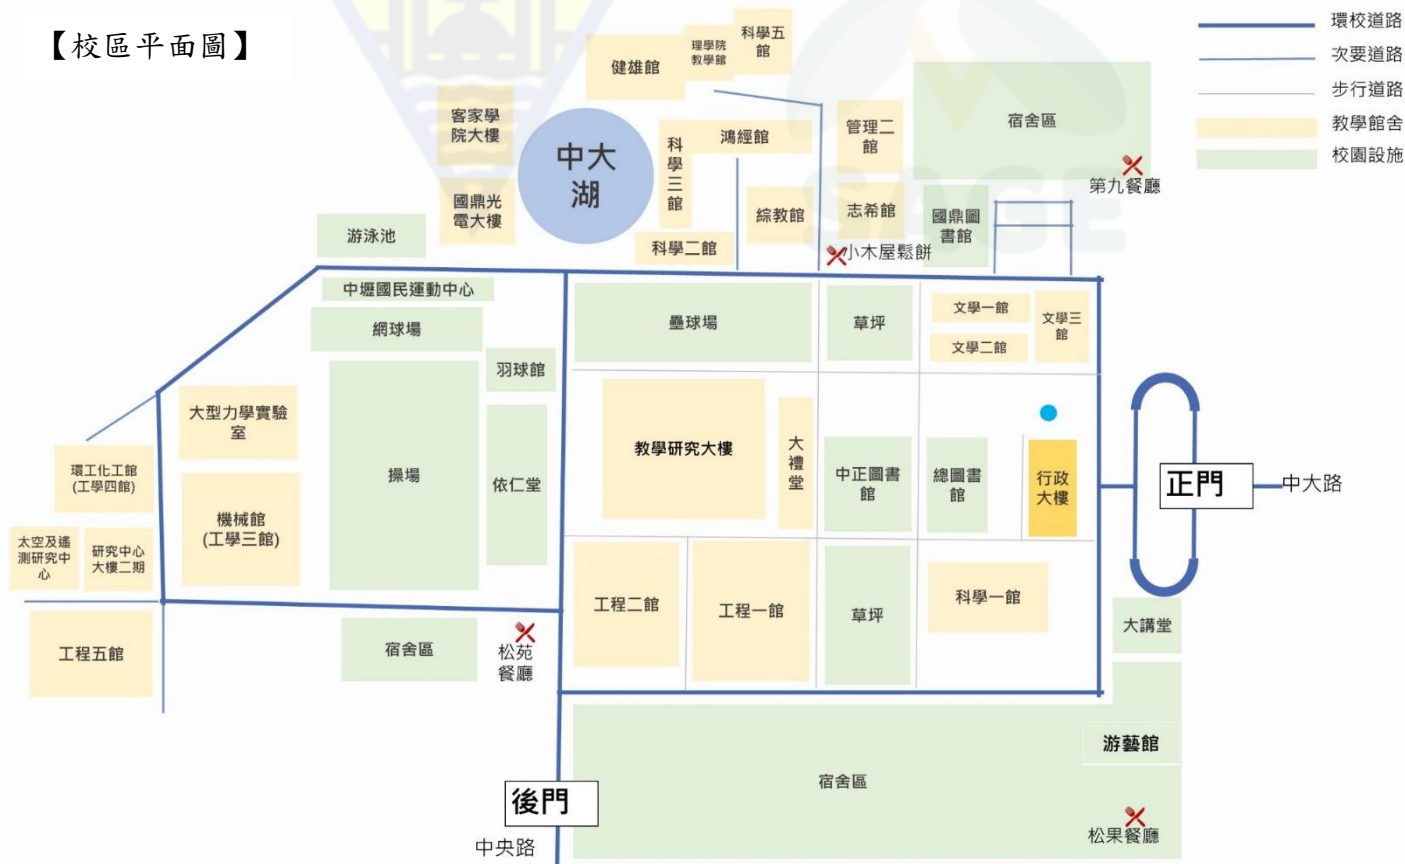 【校區平面圖】
環校道路
次要道路
步行道路
教學館舍
校園設施
科學五
館
理學院
教學館
健雄館
客家學
院大樓
中大
湖
科
學
三
館
鴻經館
管理二
館
宿舍區
第九餐廳
國鼎光
電大樓
綜教館
志希館
國鼎圖
書館
游泳池
科學二館
小木屋鬆餅
SAGE
中壢國民運動中心
網球場
壘球場
草坪
文學一館
文學二館
文學三
館
羽球館
大型力學實驗
室
操場
依仁堂
教學研究大樓
大
禮
堂
中正圖書
館
總圖書
館
行政
大樓
正門
中大路
環工化工館
(工學四館)
機械館
(工學三館)
太空及遙
測研究中
心
研究中心
大樓二期
工程二館
工程一館
草坪
科學一館
大講堂
工程五館
宿舍區
松苑
餐廳
游藝館
宿舍區
後門
中央路
松果餐廳